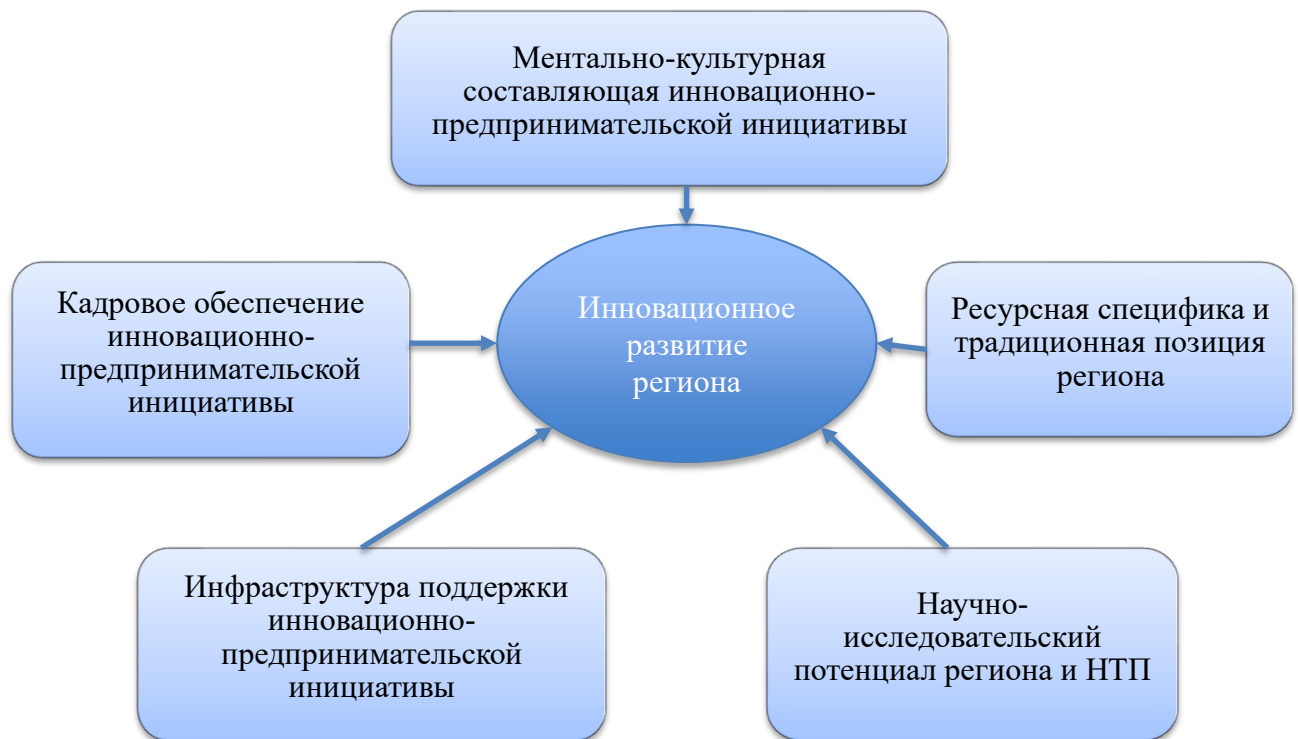 Ментально-культурная
составляющая инновационно-
предпринимательской инициативы
Кадровое обеспечение
инновационно-
предпринимательской
инициативы
Инновационное
развитие
региона
Ресурсная специфика и
традиционная позиция
региона
Инфраструктура поддержки
инновационно-
предпринимательской
инициативы
Научно-
исследовательский
потенциал региона и НТП